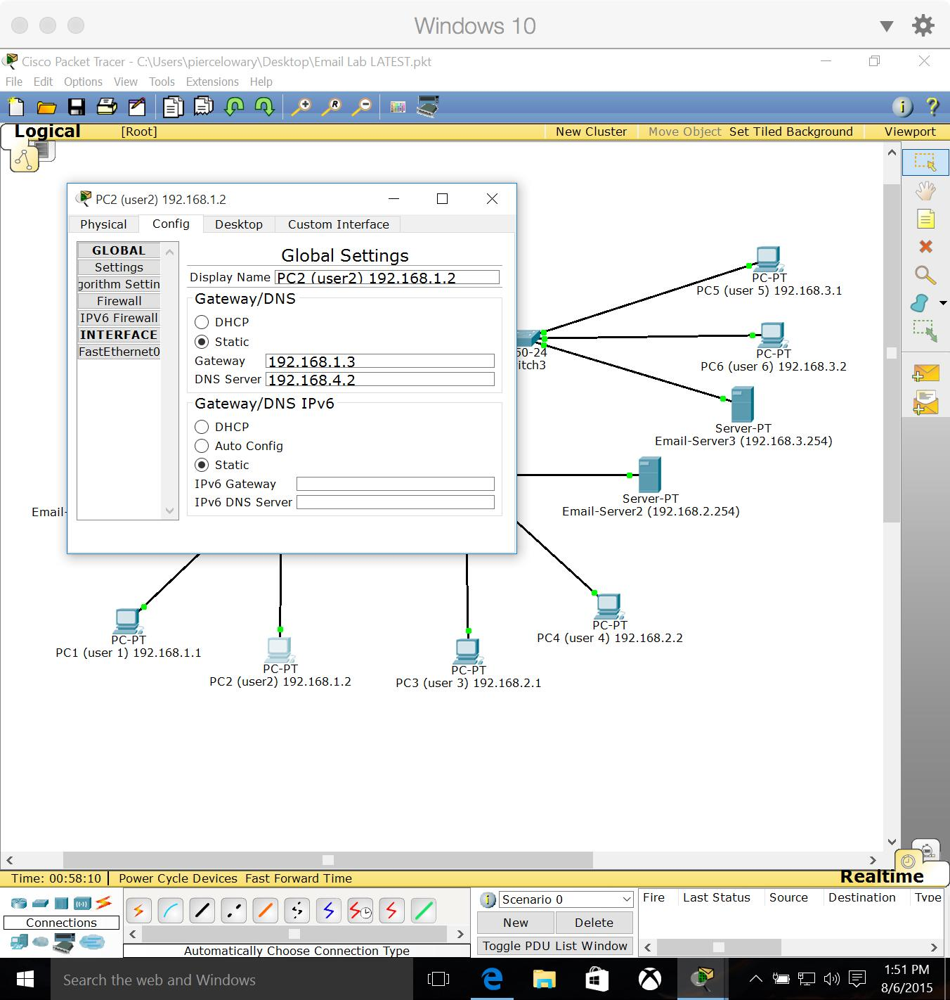 Windows 10
Cisco Packet Tracer - C:\Users\piercelowary\Desktop\Email Lab LATEST.pkt
File Edit Options View Tools Extensions Help
Logical [Root] New Cluster Move Object Set Tiled Background Viewport
PC2 (user2) 192.168.1.2
Physical Config Desktop Custom Interface
GLOBAL
Settings
gorithm Settin
Firewall
IPV6 Firewall
INTERFACE
FastEthernet0
Global Settings
Display Name PC2 (user2) 192.168.1.2
Gateway/DNS
DHCP
Static
Gateway 192.168.1.3
DNS Server 192.168.4.2
Gateway/DNS IPv6
DHCP
Auto Config
Static
IPv6 Gateway
IPv6 DNS Server
PC-PT
PC5 (user 5) 192.168.3.1
50-24
itch3
PC-PT
PC6 (user 6) 192.168.3.2
Server-PT
Email-Server3 (192.168.3.254)
Server-PT
Email-Server2 (192.168.2.254)
Email-
PC-PT
PC1 (user 1) 192.168.1.1
PC-PT
PC2 (user2) 192.168.1.2
PC-PT
PC3 (user 3) 192.168.2.1
PC-PT
PC4 (user 4) 192.168.2.2
Time: 00:58:10 Power Cycle Devices Fast Forward Time Realtime
Connections
Automatically Choose Connection Type
Scenario 0
New Delete
Toggle PDU List Window
Fire Last Status Source Destination Type
Search the web and Windows
1:51 PM
8/6/2015